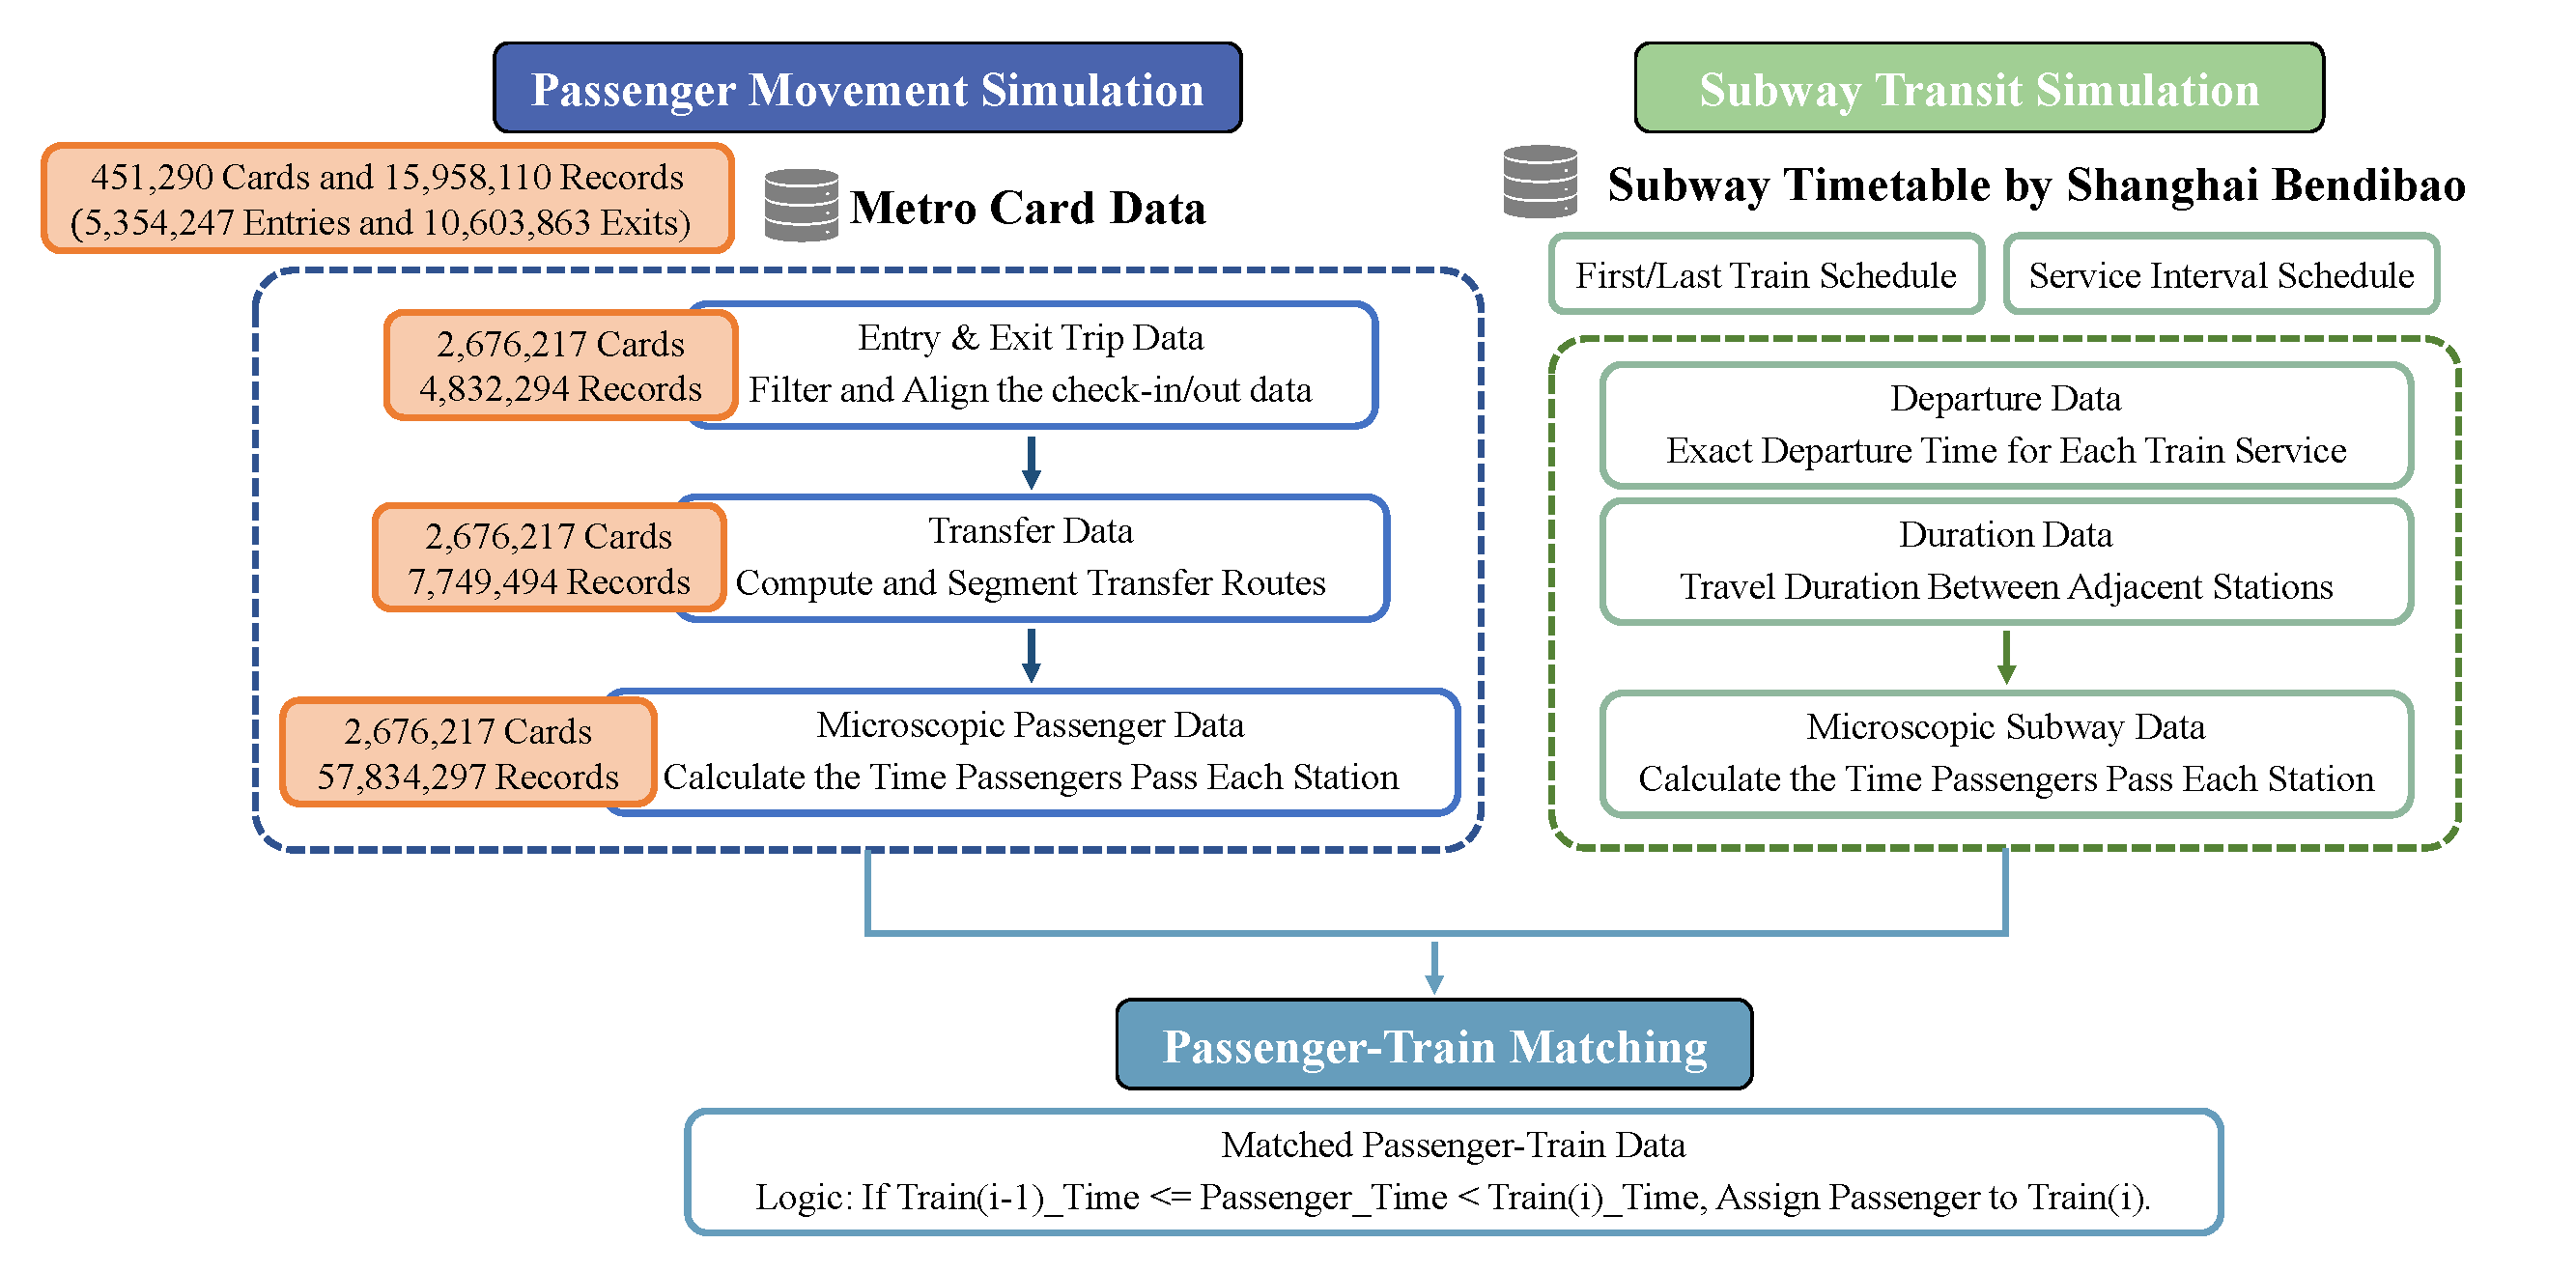 Passenger Movement Simulation
451,290 Cards and 15,958,110 Records
(5,354,247 Entries and 10,603,863 Exits)
Metro Card Data
2,676,217 Cards
4,832,294 Records
Entry & Exit Trip Data
Filter and Align the check-in/out data
2,676,217 Cards
7,749,494 Records
Transfer Data
Compute and Segment Transfer Routes
2,676,217 Cards
57,834,297 Records
Microscopic Passenger Data
Calculate the Time Passengers Pass Each Station
Subway Transit Simulation
Subway Timetable by Shanghai Bendibao
First/Last Train Schedule
Service Interval Schedule
Departure Data
Exact Departure Time for Each Train Service
Duration Data
Travel Duration Between Adjacent Stations
Microscopic Subway Data
Calculate the Time Passengers Pass Each Station
Passenger-Train Matching
Matched Passenger-Train Data
Logic: If Train(i-1)_Time <= Passenger_Time < Train(i)_Time, Assign Passenger to Train(i).